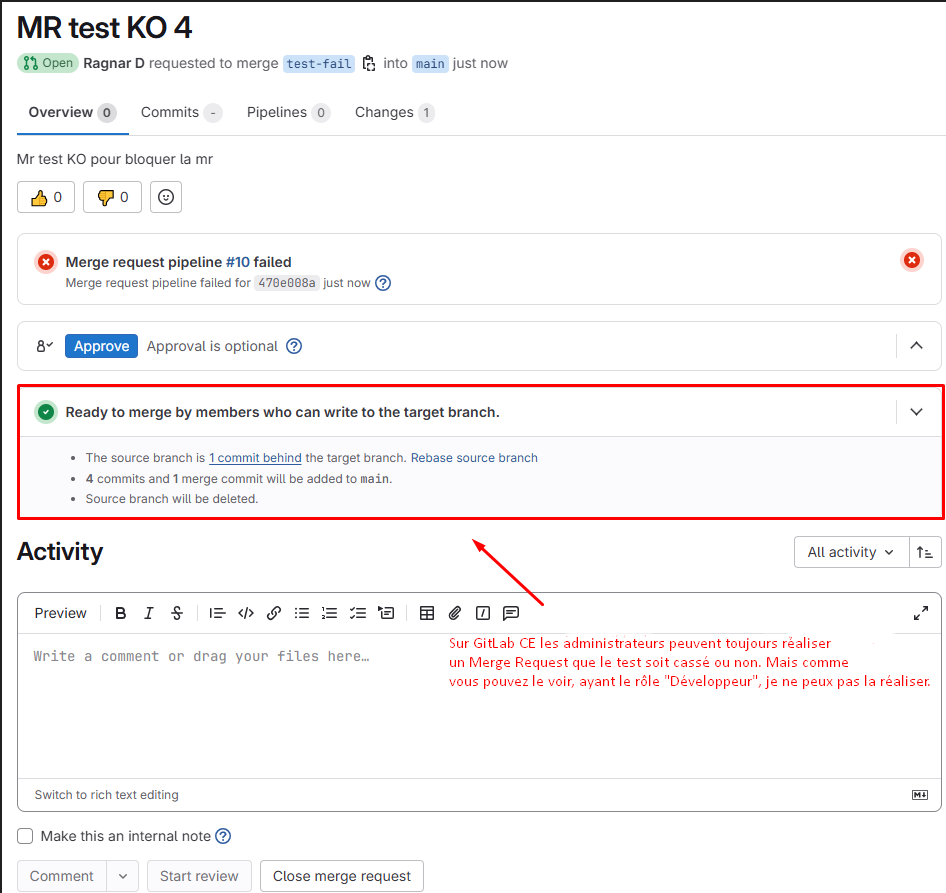 MR test KO 4
Open Ragnar D requested to merge test-fail into main just now
Overview 0 Commits - Pipelines 0 Changes 1
Mr test KO pour bloquer la mr
0 0
Merge request pipeline #10 failed
Merge request pipeline failed for 470e008a just now ?
Approve Approval is optional ?
Ready to merge by members who can write to the target branch.
• The source branch is 1 commit behind the target branch. Rebase source branch
• 4 commits and 1 merge commit will be added to main.
• Source branch will be deleted.
Activity
All activity
Preview B I S
Write a comment or drag your files here…
Sur GitLab CE les administrateurs peuvent toujours réaliser
un Merge Request que le test soit cassé ou non. Mais comme
vous pouvez le voir, ayant le rôle "Développeur", je ne peux pas la réaliser.
Switch to rich text editing
Make this an internal note ?
Comment Start review Close merge request